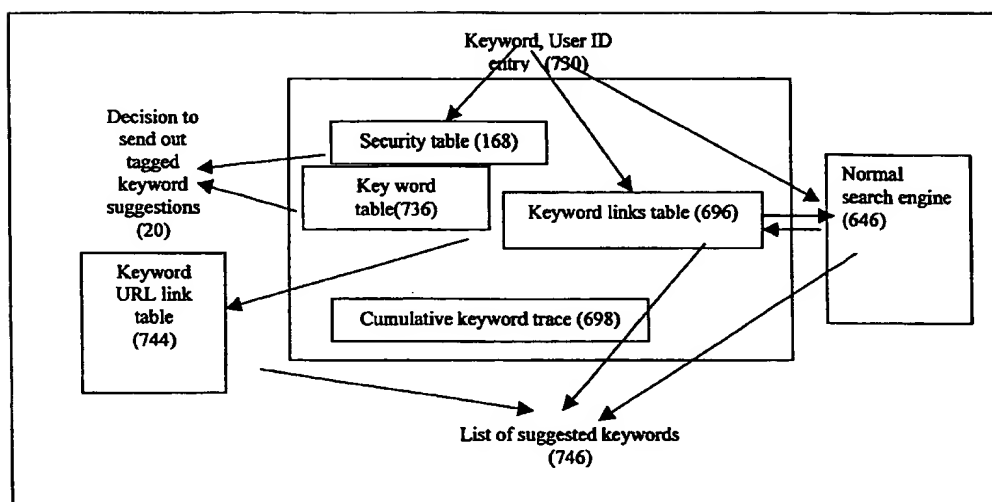 Keyword, User ID
entry (730)
Decision to
send out
tagged
keyword
suggestions
(20)
Security table (168)
Key word
table(736)
Keyword links table (696)
Normal
search engine
(646)
Keyword
URL link
table
(744)
Cumulative keyword trace (698)
List of suggested keywords
(746)